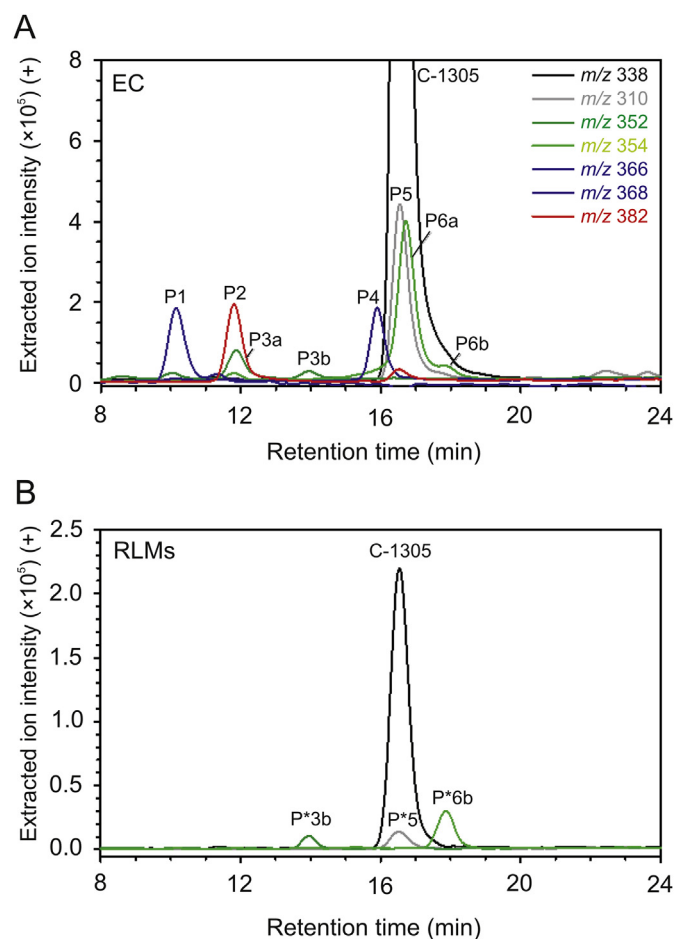 A
Extracted ion intensity (×10⁵) (+)
8
6
4
2
0
EC
C-1305
m/z 338
m/z 310
m/z 352
m/z 354
m/z 366
m/z 368
m/z 382
P1
P2
P3a
P3b
P4
P5
P6a
P6b
8 12 16 20 24
Retention time (min)
B
Extracted ion intensity (×10⁵) (+)
2.5
2.0
1.5
1.0
0.5
0.0
RLMs
C-1305
P*3b
P*5
P*6b
8 12 16 20 24
Retention time (min)